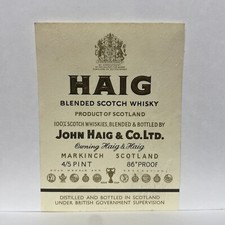 HAIG
BLENDED SCOTCH WHISKY
PRODUCT OF SCOTLAND
100% SCOTCH WHISKIES, BLENDED & BOTTLED BY
JOHN HAIG & CO. LTD.
Owning Haig & Haig
MARKINCH SCOTLAND
4/5 PINT 86° PROOF
DISTILLED AND BOTTLED IN SCOTLAND
UNDER BRITISH GOVERNMENT SUPERVISION